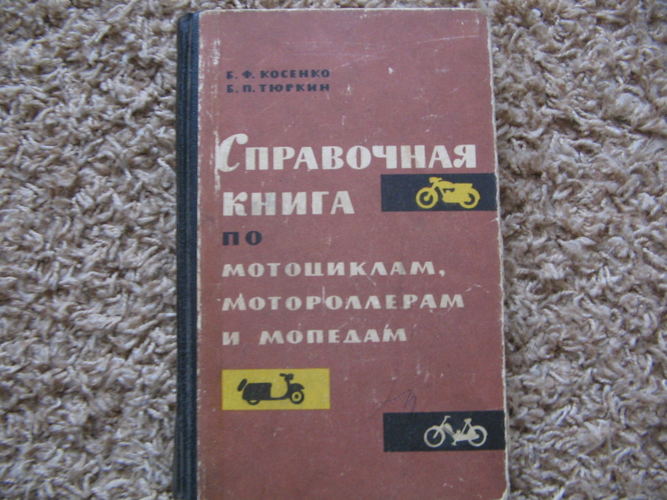 Б. Ф. КОСЕНКО
Б. П. ТЮРКИН
СПРАВОЧНАЯ
КНИГА
ПО
МОТОЦИКЛАМ,
МОТОРОЛЛЕРАМ
И МОПЕДАМ